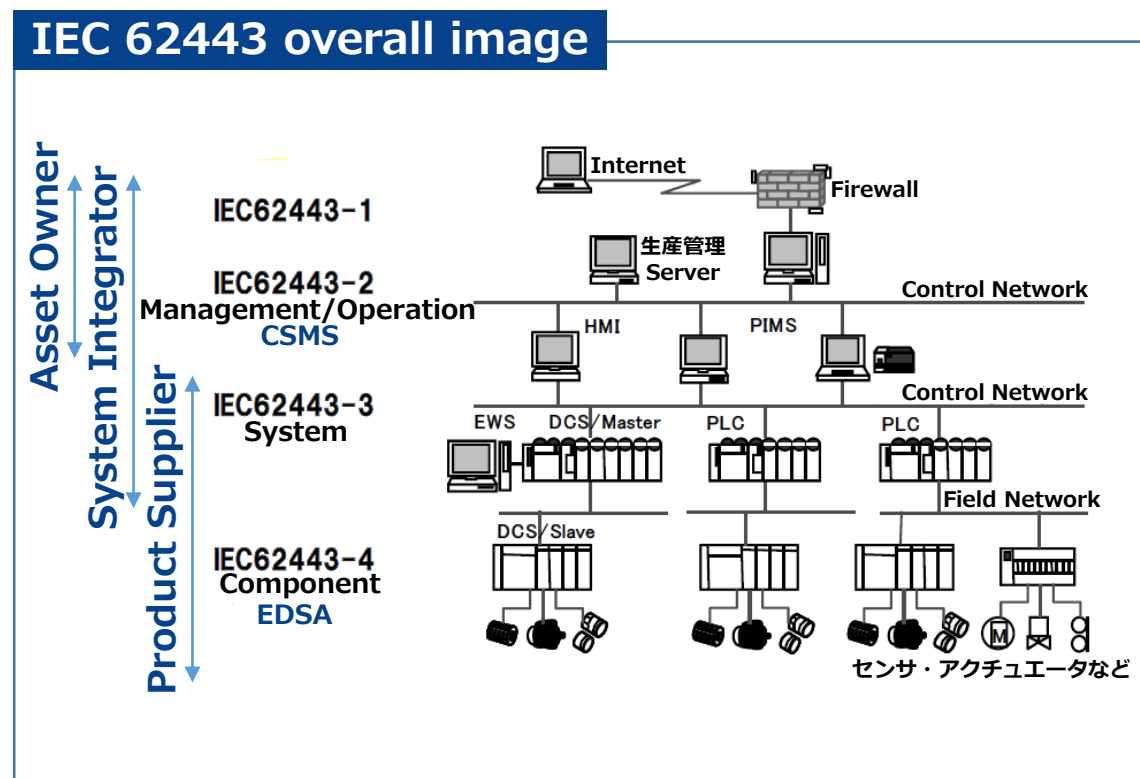 IEC 62443 overall image
Asset Owner
System Integrator
Product Supplier
IEC62443-1
IEC62443-2
Management/Operation
CSMS
IEC62443-3
System
IEC62443-4
Component
EDSA
Internet
Firewall
生産管理
Server
Control Network
HMI
PIMS
Control Network
EWS
DCS/Master
PLC
PLC
Field Network
DCS/Slave
M
センサ・アクチュエータなど